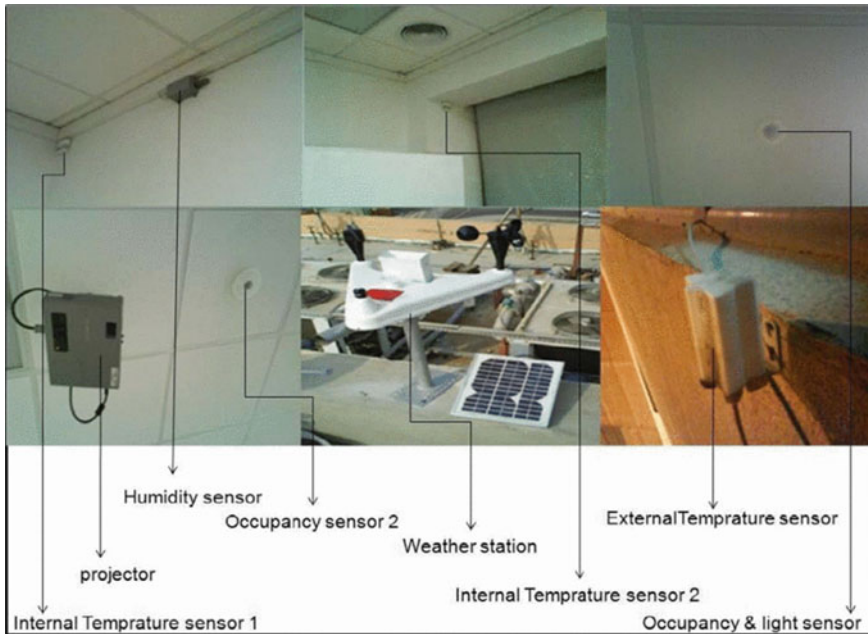 Humidity sensor
Occupancy sensor 2
ExternalTemprature sensor
Weather station
projector
Internal Temprature sensor 2
Internal Temprature sensor 1
Occupancy & light sensor